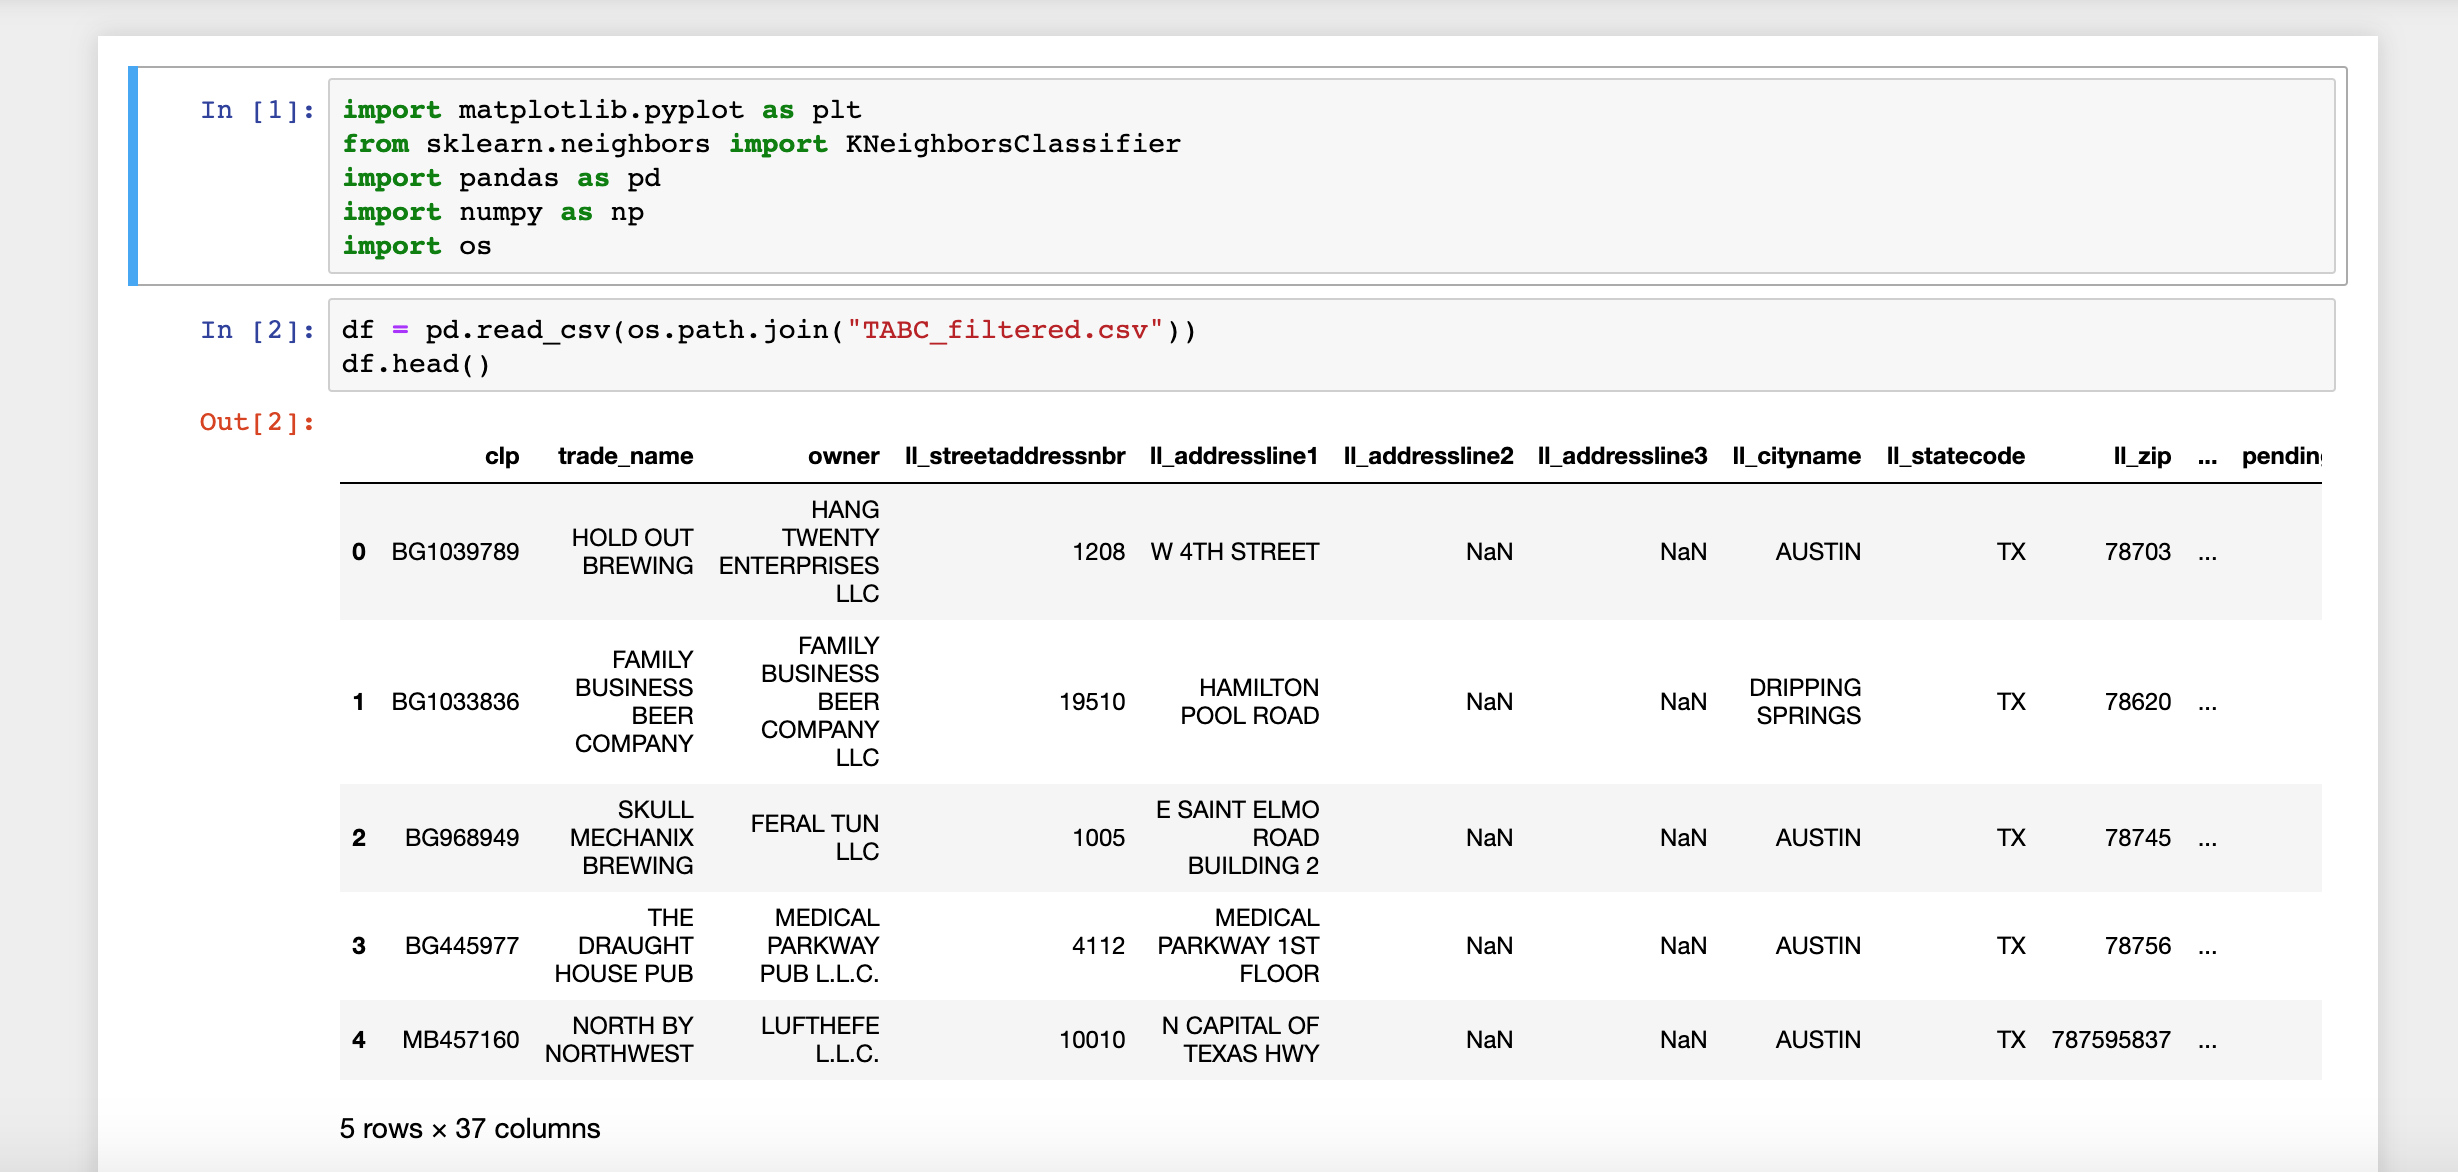 In [1]:
import matplotlib.pyplot as plt
from sklearn.neighbors import KNeighborsClassifier
import pandas as pd
import numpy as np
import os
In [2]:
df = pd.read_csv(os.path.join("TABC_filtered.csv"))
df.head()
Out[2]:
clp trade_name owner ll_streetaddressnbr ll_addressline1 ll_addressline2 ll_addressline3 ll_cityname ll_statecode ll_zip ...
0 BG1039789 HOLD OUT BREWING HANG TWENTY ENTERPRISES LLC 1208 W 4TH STREET NaN NaN AUSTIN TX 78703 ...
1 BG1033836 FAMILY BUSINESS BEER COMPANY FAMILY BUSINESS BEER COMPANY LLC 19510 HAMILTON POOL ROAD NaN NaN DRIPPING SPRINGS TX 78620 ...
2 BG968949 SKULL MECHANIX BREWING FERAL TUN LLC 1005 E SAINT ELMO ROAD BUILDING 2 NaN NaN AUSTIN TX 78745 ...
3 BG445977 THE DRAUGHT HOUSE PUB MEDICAL PARKWAY PUB L.L.C. 4112 MEDICAL PARKWAY 1ST FLOOR NaN NaN AUSTIN TX 78756 ...
4 MB457160 NORTH BY NORTHWEST LUFTHEFE L.L.C. 10010 N CAPITAL OF TEXAS HWY NaN NaN AUSTIN TX 787595837 ...
5 rows × 37 columns